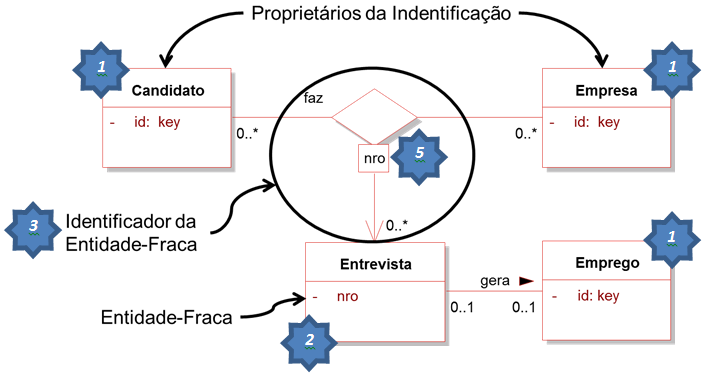 Proprietários da Indentificação
1
Candidato
- id: key
faz
0..*
1
Empresa
- id: key
0..*
nro
5
3
Identificador da
Entidade-Fraca
0..*
Entrevista
- nro
Entidade-Fraca
2
gera
0..1
0..1
1
Emprego
- id: key